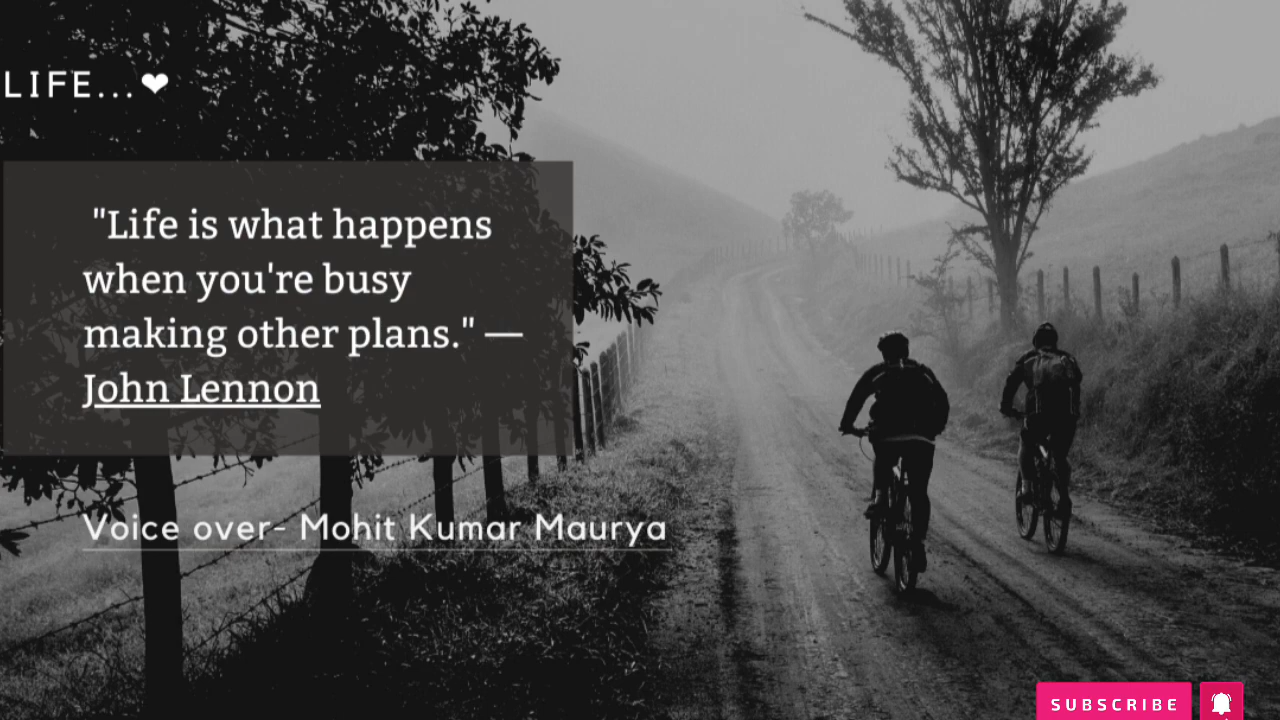 LIFE...❤
"Life is what happens
when you're busy
making other plans." —
John Lennon
Voice over- Mohit Kumar Maurya
SUBSCRIBE